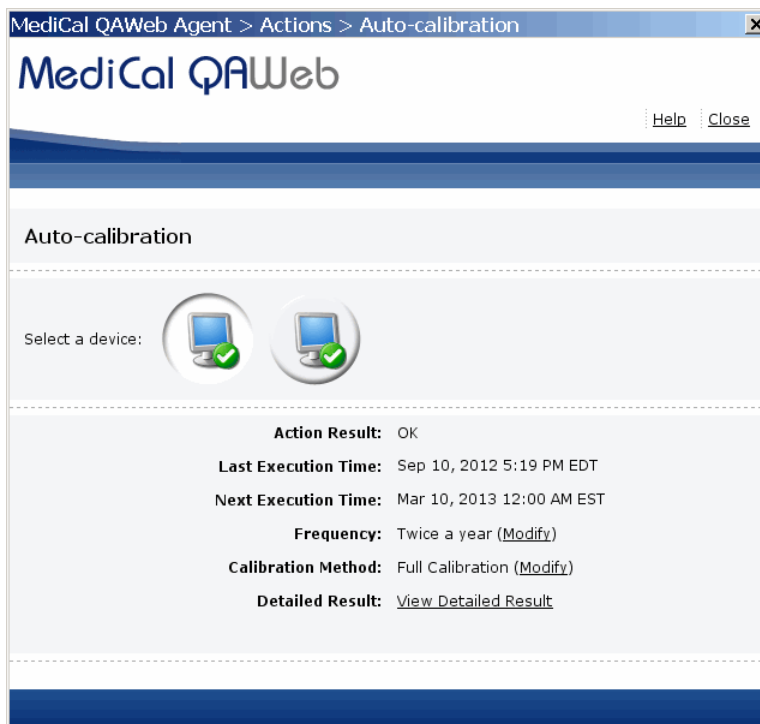 MediCal QAWeb Agent > Actions > Auto-calibration
MediCal QAWeb
Help Close
Auto-calibration
Select a device:
Action Result: OK
Last Execution Time: Sep 10, 2012 5:19 PM EDT
Next Execution Time: Mar 10, 2013 12:00 AM EST
Frequency: Twice a year (Modify)
Calibration Method: Full Calibration (Modify)
Detailed Result: View Detailed Result